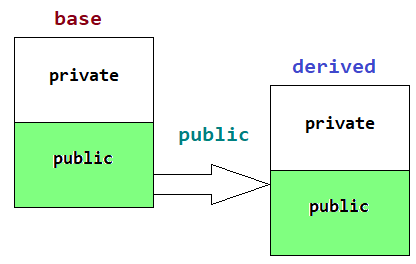 base
private
public
public
derived
private
public